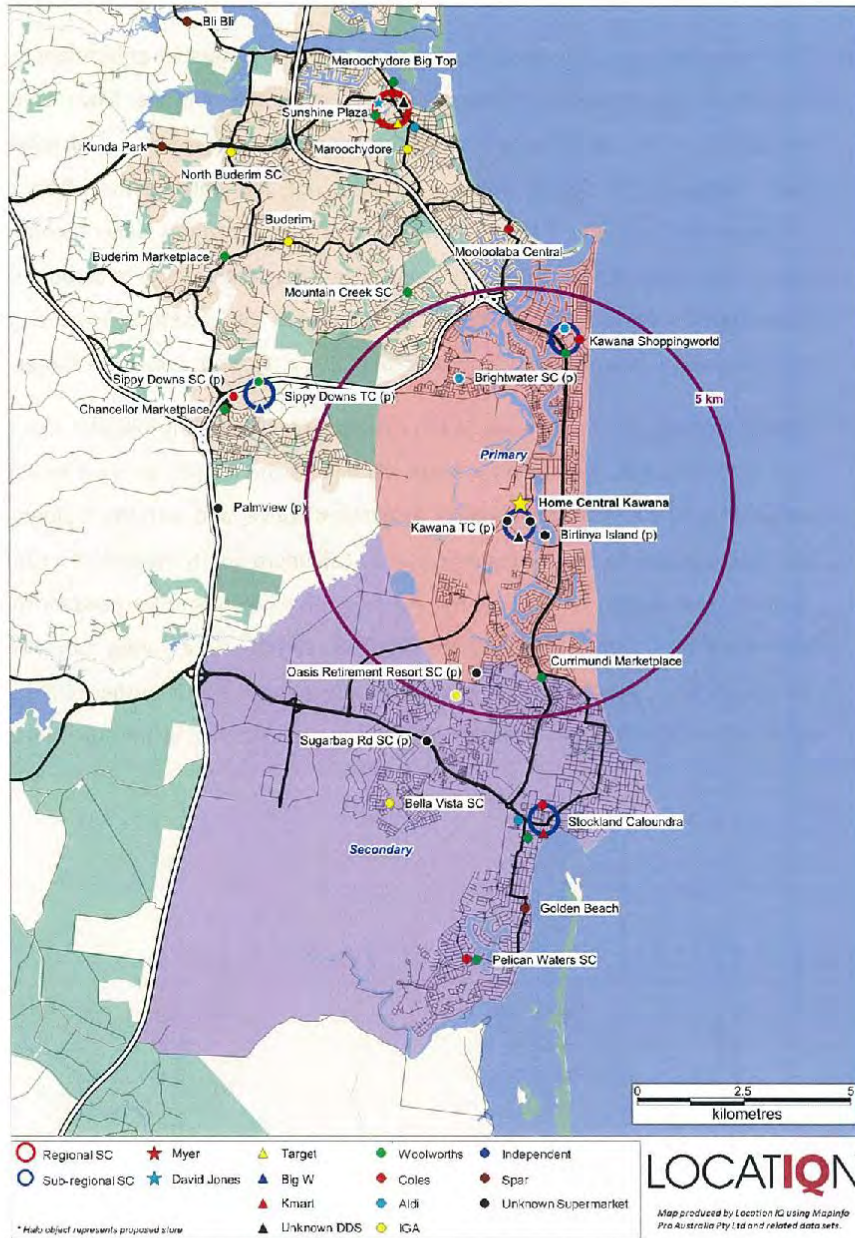 Bli Bli
Maroochydore Big Top
Sunshine Plaza
Kunda Park
Maroochydore
North Buderim SC
Buderim
Buderim Marketplace
Mooloolaba Central
Mountain Creek SC
Kawana Shoppingworld
Sippy Downs SC (p)
Brightwater SC (p)
Sippy Downs TC (p)
5 km
Chancellor Marketplace
Primary
Home Central Kawana
Palmview (p)
Kawana TC (p)
Birtinya Island (p)
Currimundi Marketplace
Oasis Retirement Resort SC (p)
Sugarbag Rd SC (p)
Bella Vista SC
Stockland Caloundra
Secondary
Golden Beach
Pelican Waters SC
0 2.5 5
kilometres
Regional SC
Sub-regional SC
Myer
David Jones
Target
Big W
Kmart
Unknown DDS
Woolworths
Coles
Aldi
IGA
Independent
Spar
Unknown Supermarket
* Halo object represents proposed store
LOCATIQN
Map produced by Location IQ using MapInfo
Pro Australia Pty Ltd and related data sets.